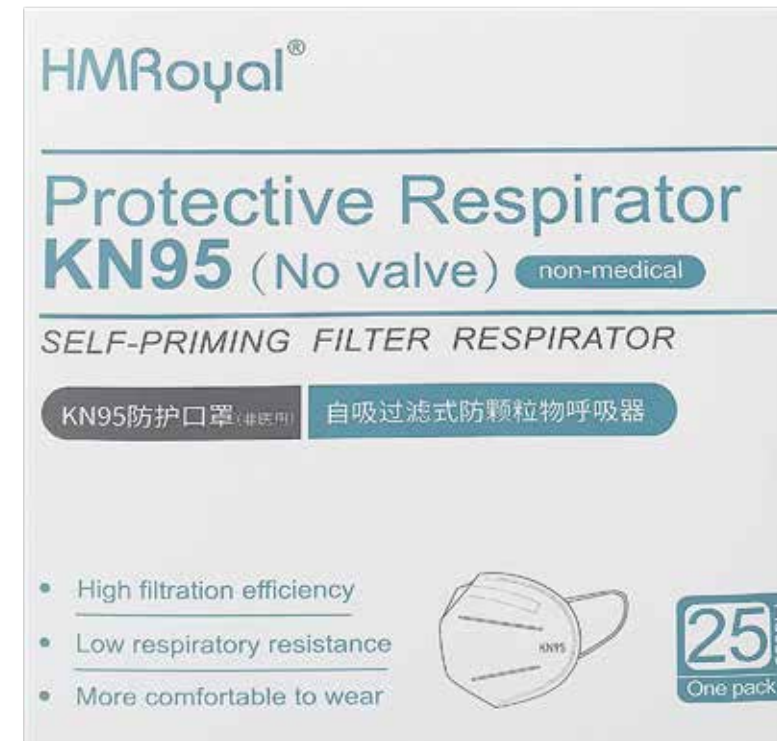 HMRoyal®
Protective Respirator
KN95 (No valve) non-medical
SELF-PRIMING FILTER RESPIRATOR
KN95防护口罩(非医用) 自吸过滤式防颗粒物呼吸器
• High filtration efficiency
• Low respiratory resistance
• More comfortable to wear
KN95
25
One pack